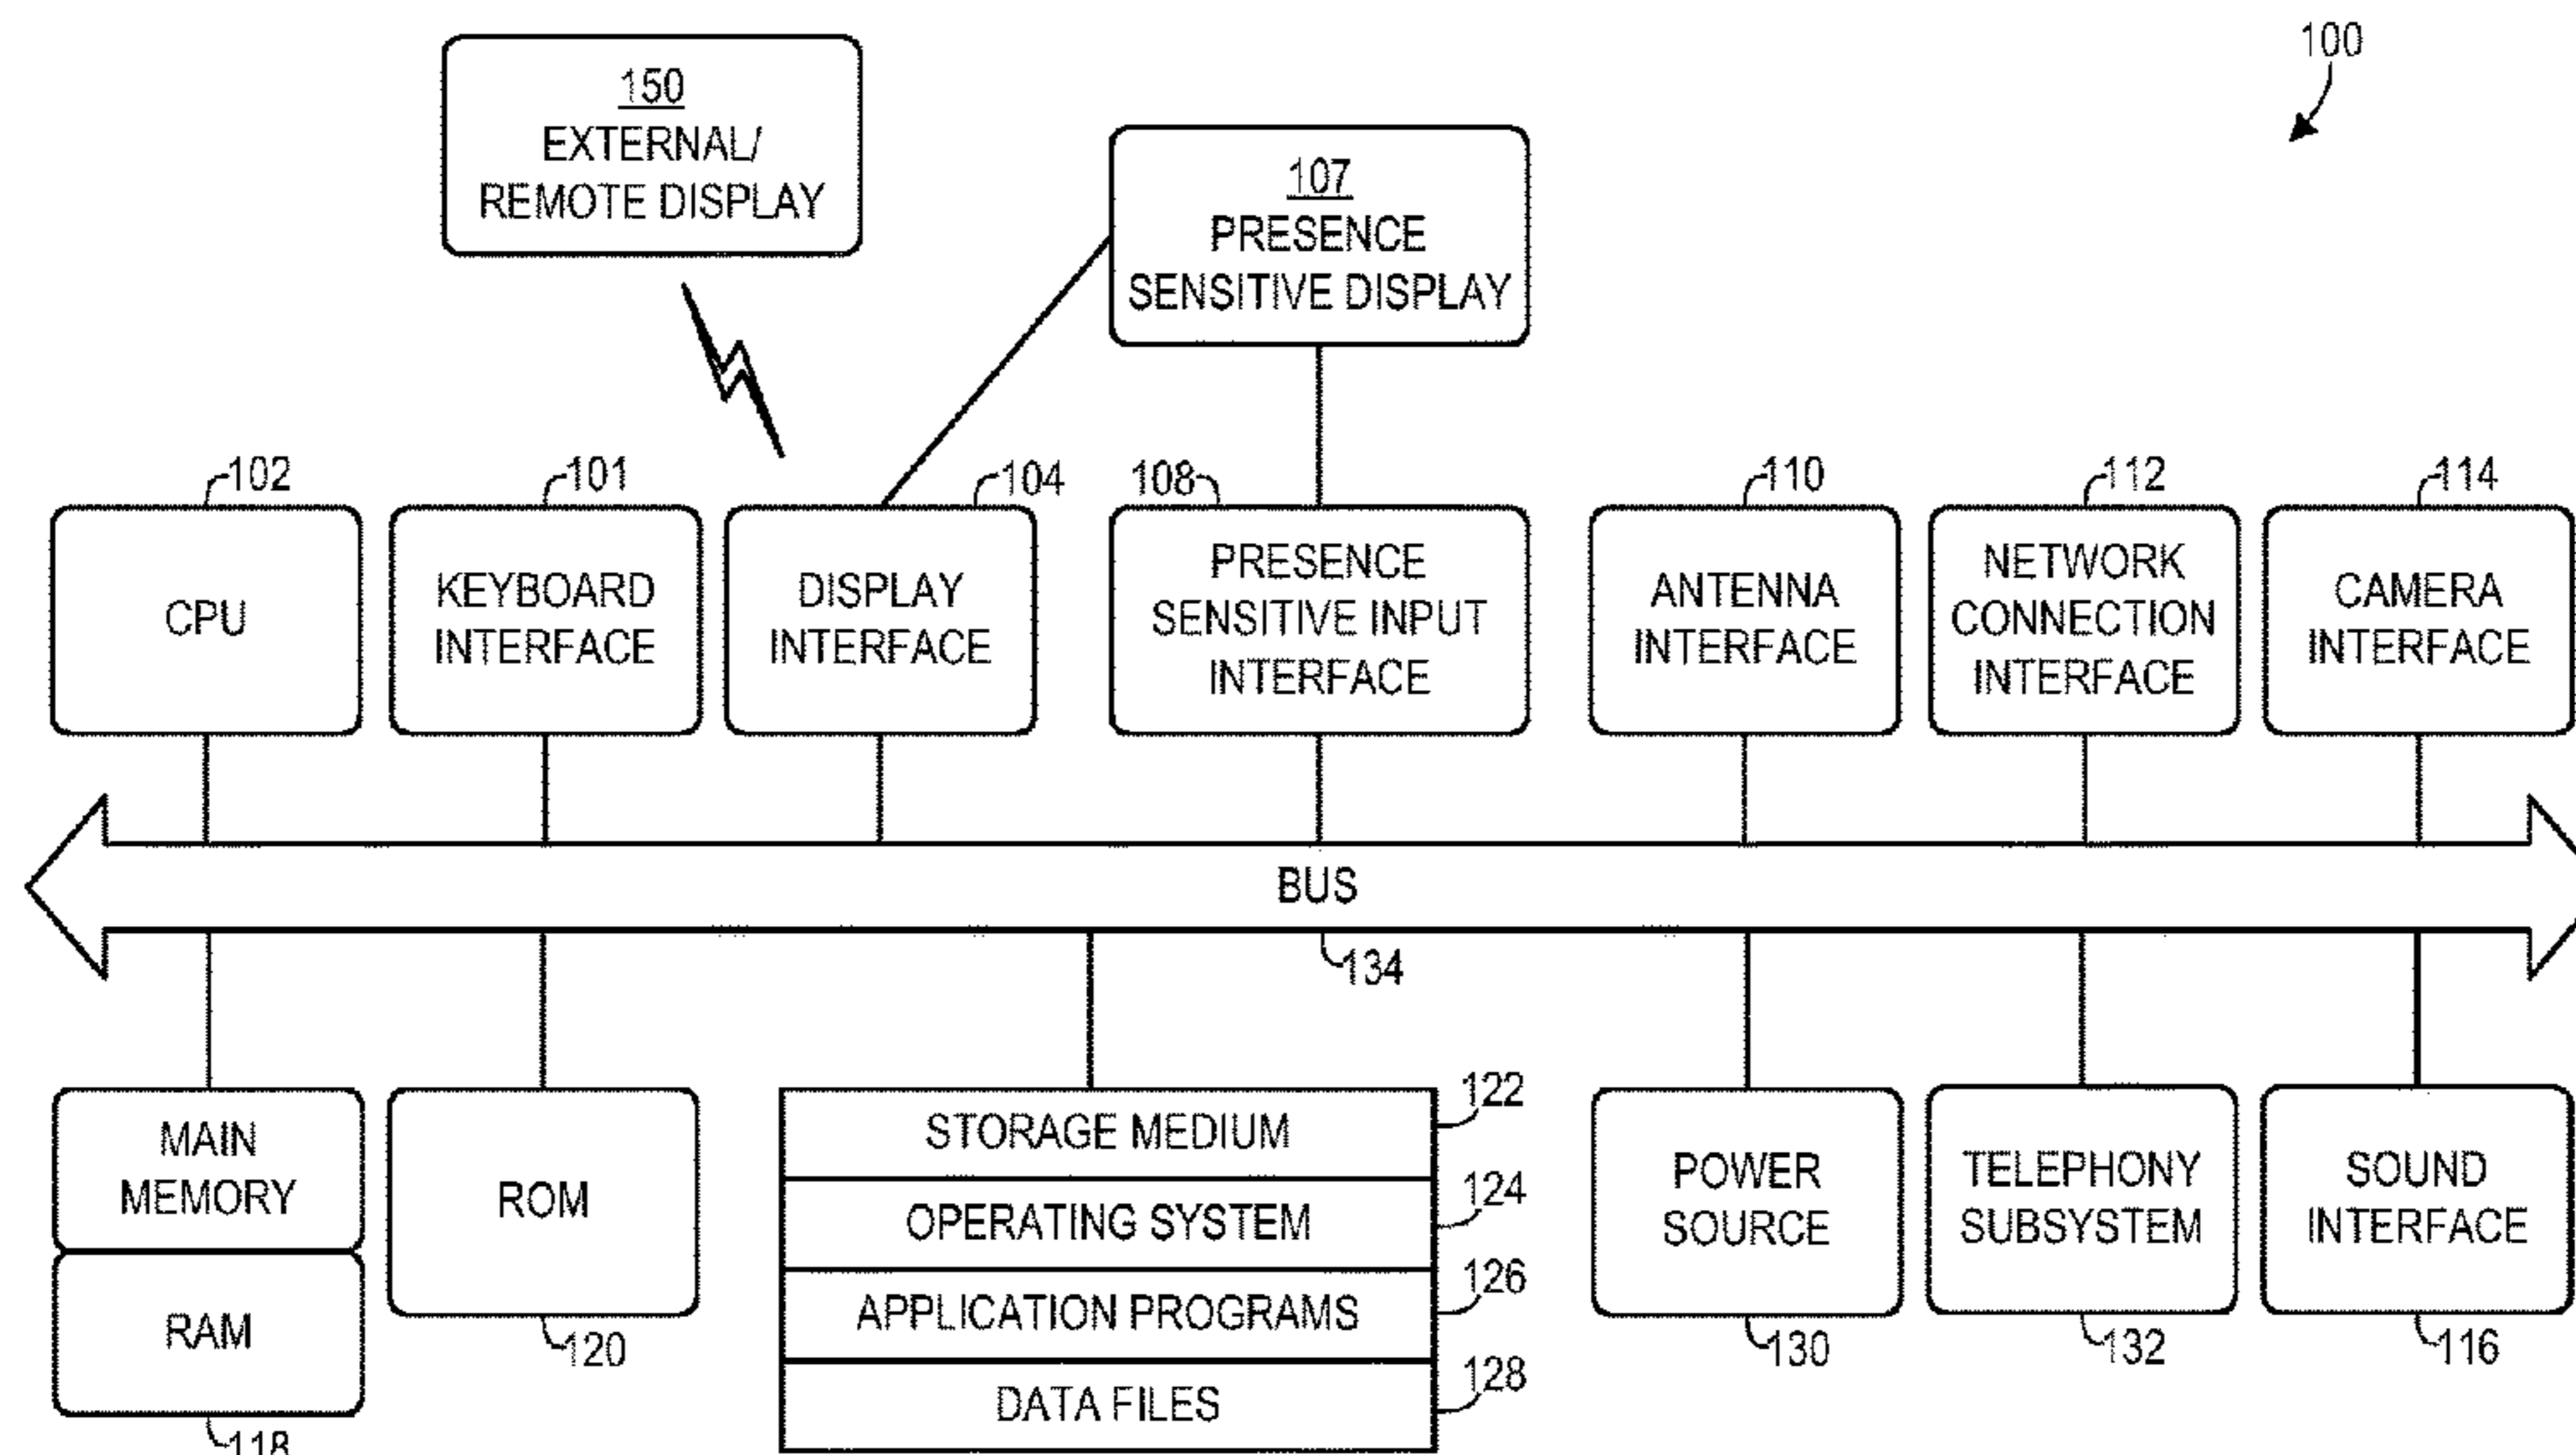 100
150
EXTERNAL/
REMOTE DISPLAY
107
PRESENCE
SENSITIVE DISPLAY
102
101
104
108
110
112
114
CPU
KEYBOARD
INTERFACE
DISPLAY
INTERFACE
PRESENCE
SENSITIVE INPUT
INTERFACE
ANTENNA
INTERFACE
NETWORK
CONNECTION
INTERFACE
CAMERA
INTERFACE
BUS
134
MAIN
MEMORY
RAM
118
ROM
120
STORAGE MEDIUM
122
OPERATING SYSTEM
124
APPLICATION PROGRAMS
126
DATA FILES
128
POWER
SOURCE
130
TELEPHONY
SUBSYSTEM
132
SOUND
INTERFACE
116